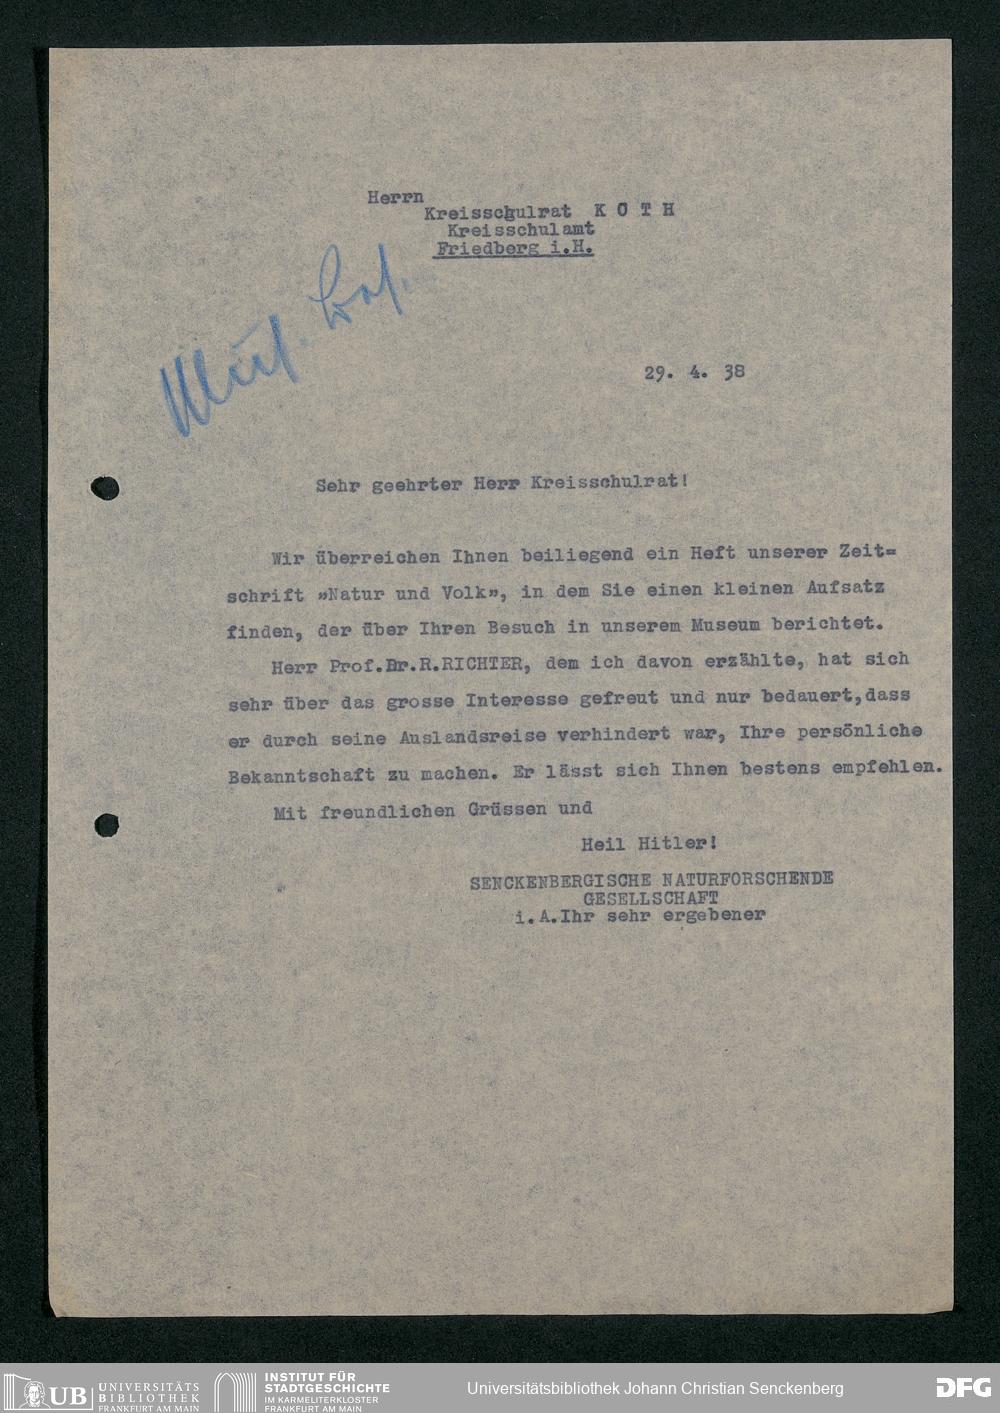 Herrn
Kreisschulrat K O T H
Kreisschulamt
Friedberg i.H.
29. 4. 38
Sehr geehrter Herr Kreisschulrat!
Wir überreichen Ihnen beiliegend ein Heft unserer Zeit=
schrift »Natur und Volk», in dem Sie einen kleinen Aufsatz
finden, der über Ihren Besuch in unserem Museum berichtet.
Herr Prof.Dr.R.RICHTER, dem ich davon erzählte, hat sich
sehr über das grosse Interesse gefreut und nur bedauert,dass
er durch seine Auslandsreise verhindert war, Ihre persönliche
Bekanntschaft zu machen. Er lässt sich Ihnen bestens empfehlen.
Mit freundlichen Grüssen und
Heil Hitler!
SENCKENBERGISCHE NATURFORSCHENDE
GESELLSCHAFT
i.A.Ihr sehr ergebener
UB UNIVERSITÄTS
BIBLIOTHEK
FRANKFURT AM MAIN
INSTITUT FÜR
STADTGESCHICHTE
IM KARMELITERKLOSTER
FRANKFURT AM MAIN
Universitätsbibliothek Johann Christian Senckenberg
DFG